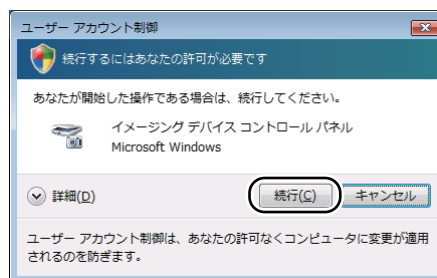 ユーザー アカウント制御
続行するにはあなたの許可が必要です
あなたが開始した操作である場合は、続行してください。
イメージング デバイス コントロール パネル
Microsoft Windows
詳細(D)
続行(C)
キャンセル
ユーザー アカウント制御は、あなたの許可なくコンピュータに変更が適用
されるのを防ぎます。